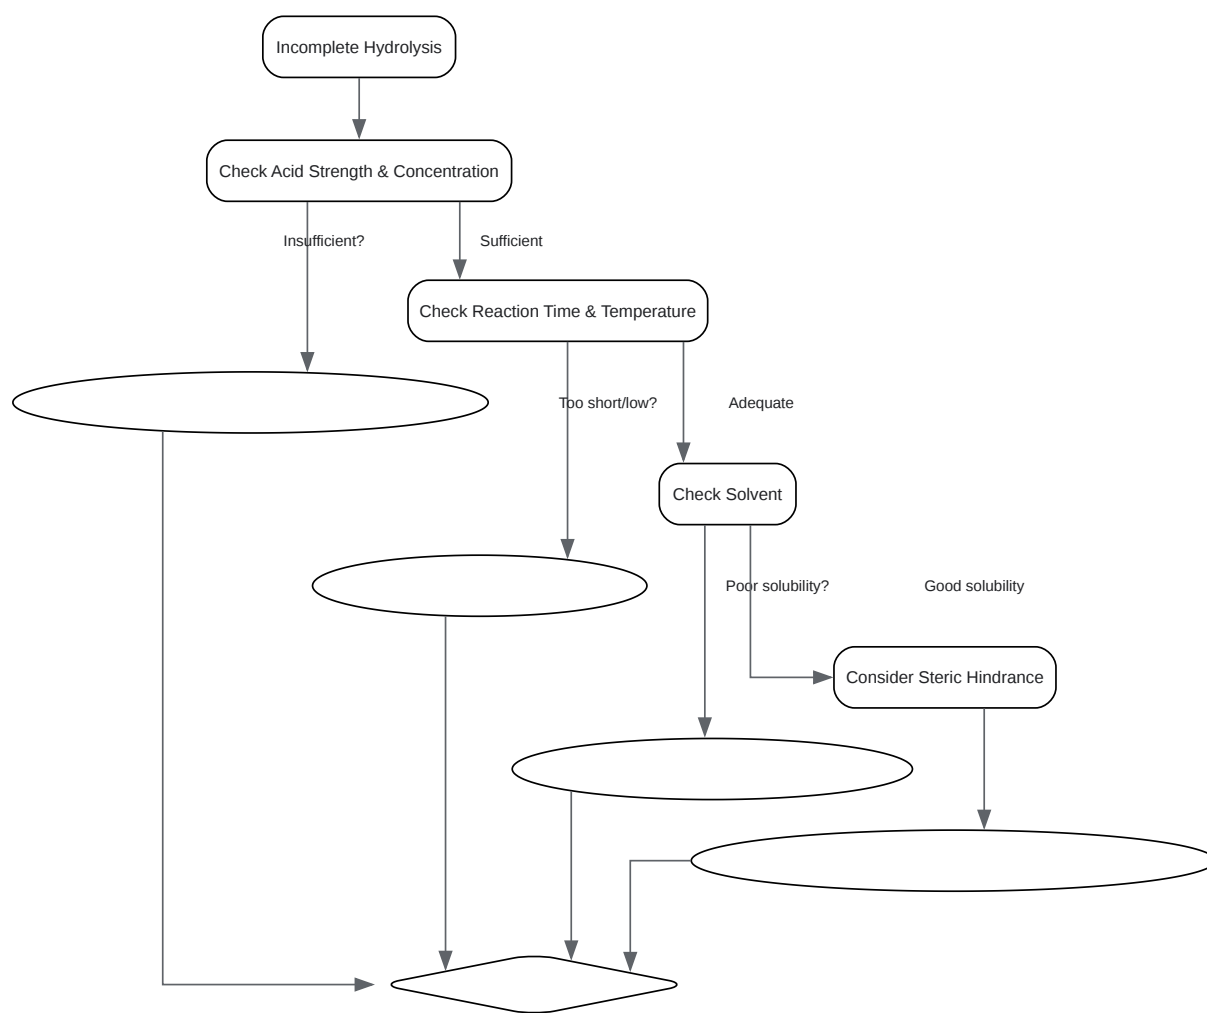 Incomplete Hydrolysis
Check Acid Strength & Concentration
Insufficient?
Sufficient
Check Reaction Time & Temperature
Too short/low?
Adequate
Check Solvent
Poor solubility?
Good solubility
Consider Steric Hindrance